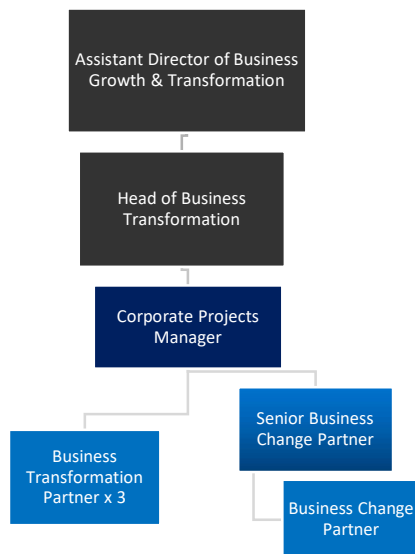 Assistant Director of Business
Growth & Transformation
Head of Business
Transformation
Corporate Projects
Manager
Senior Business
Change Partner
Business
Transformation
Partner x 3
Business Change
Partner